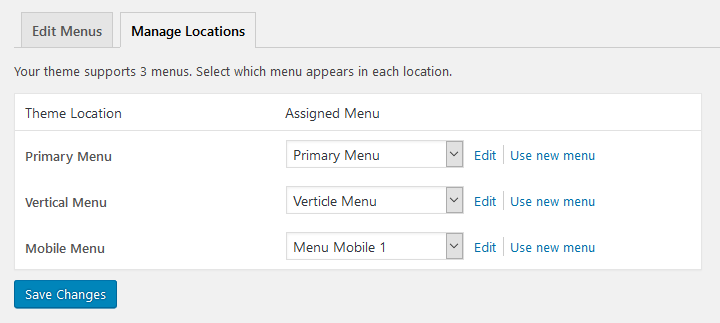 Edit Menus Manage Locations
Your theme supports 3 menus. Select which menu appears in each location.
Theme Location Assigned Menu
Primary Menu Primary Menu Edit Use new menu
Vertical Menu Verticle Menu Edit Use new menu
Mobile Menu Menu Mobile 1 Edit Use new menu
Save Changes